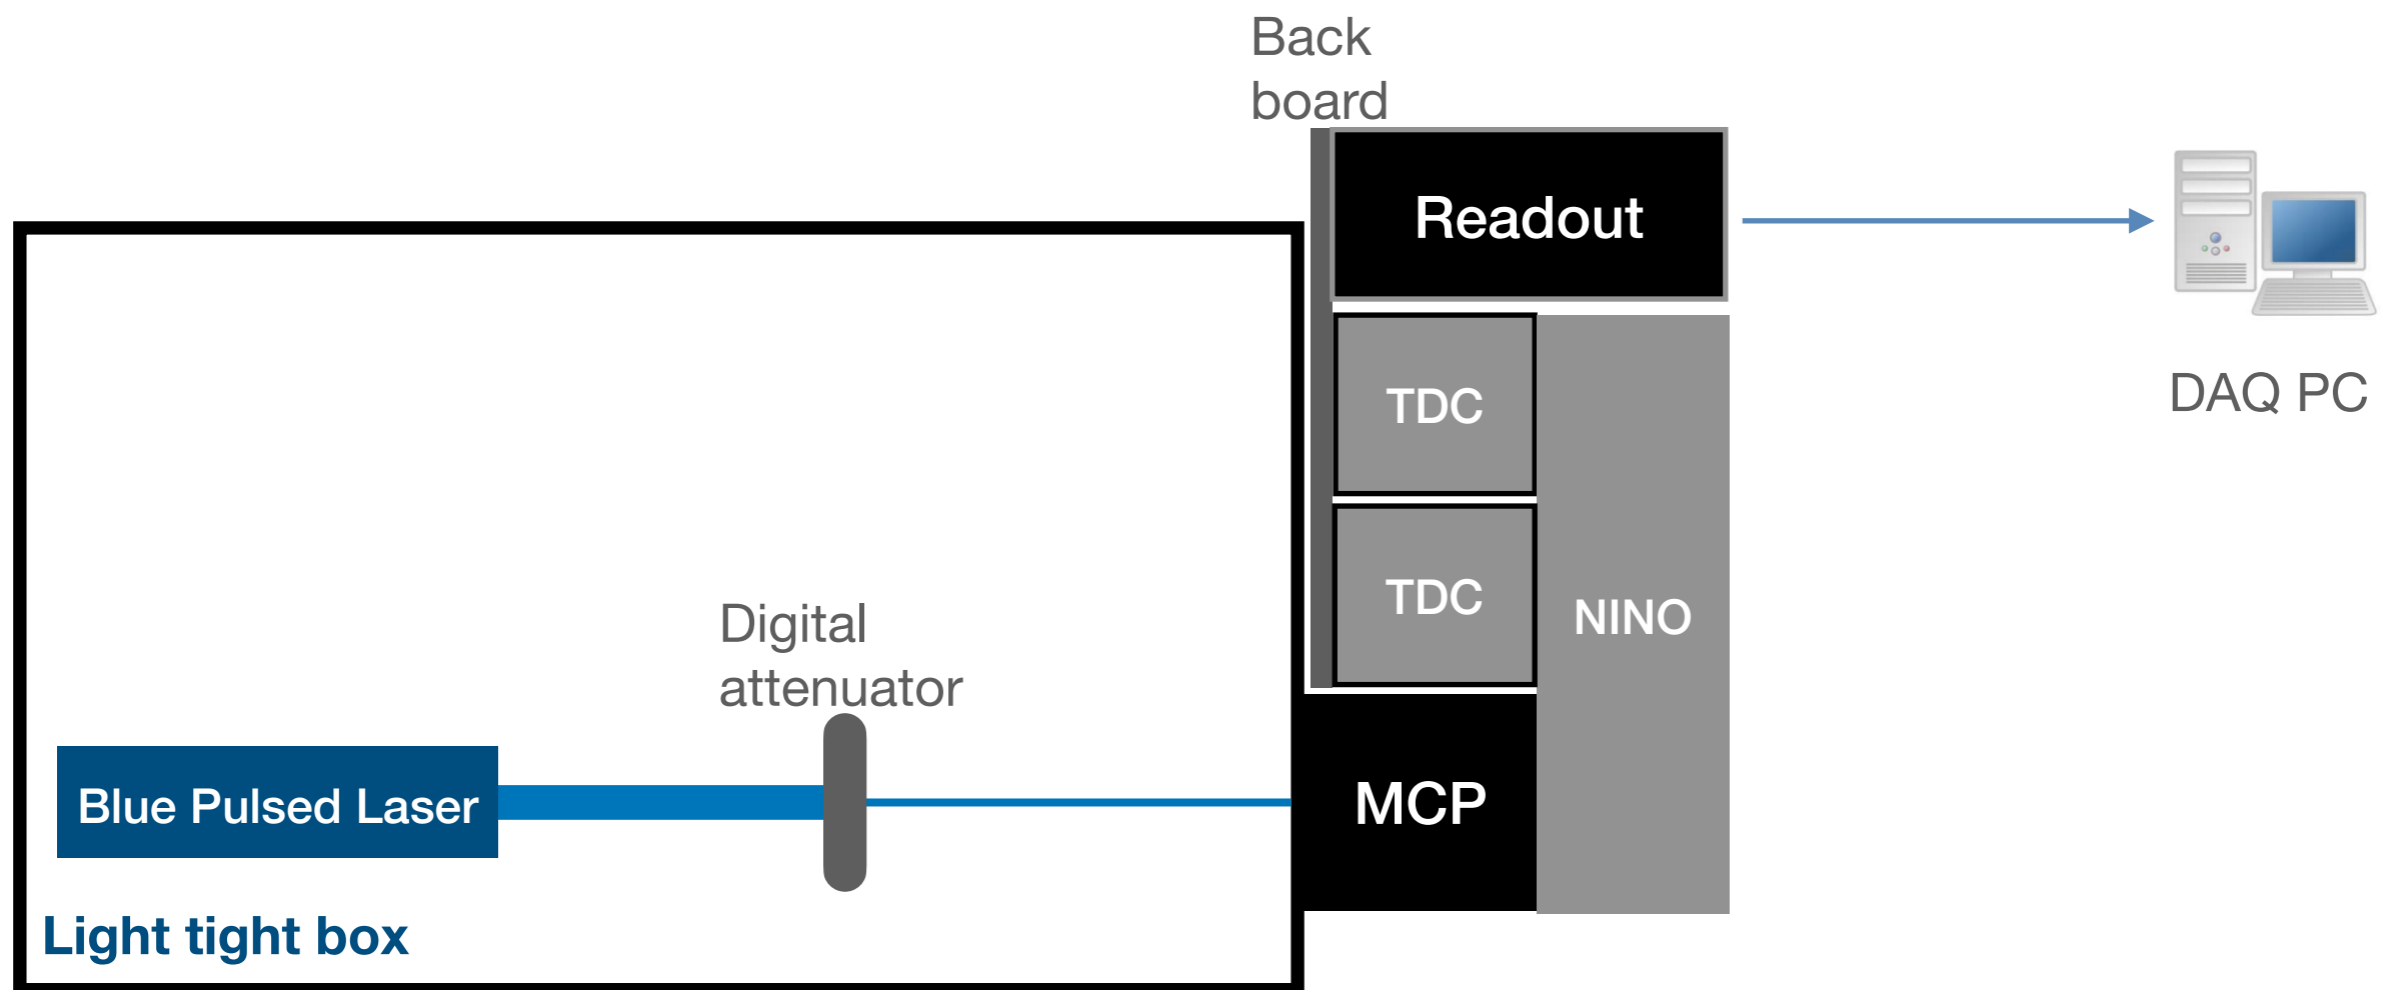 Back
board
Readout
TDC
DAQ PC
TDC
NINO
Digital
attenuator
Blue Pulsed Laser
MCP
Light tight box